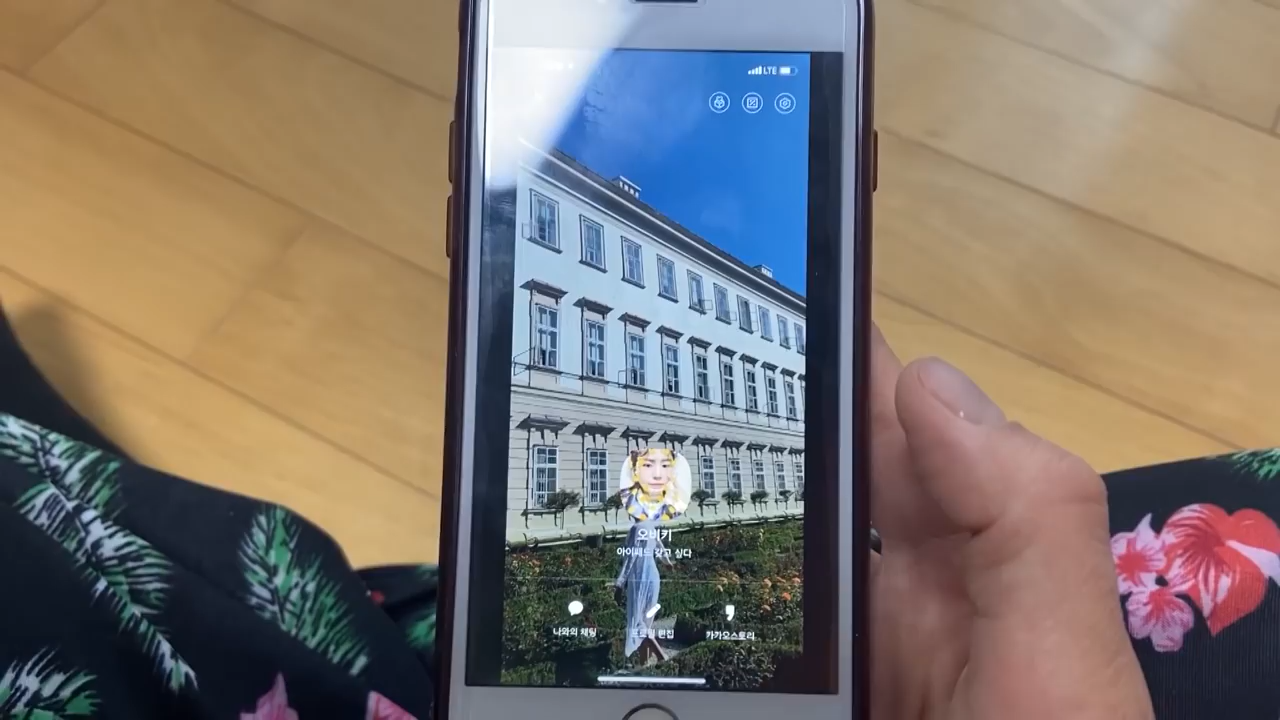 LTE
오비키
아이패드 갖고 싶다
나와의 채팅
프로필 편집
카카오스토리